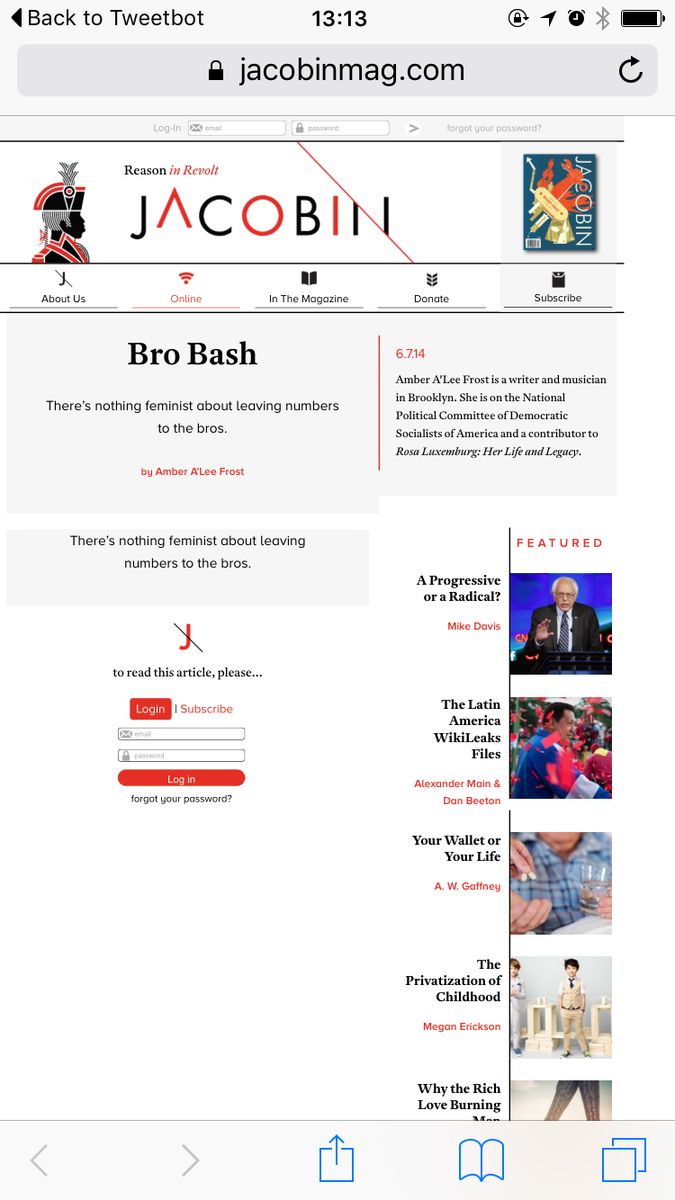 Back to Tweetbot
13:13
jacobinmag.com
Log-In
email
password
forgot your password?
Reason in Revolt
JACOBIN
JACOBIN
About Us
Online
In The Magazine
Donate
Subscribe
Bro Bash
There's nothing feminist about leaving numbers
to the bros.
by Amber A'Lee Frost
6.7.14
Amber A'Lee Frost is a writer and musician
in Brooklyn. She is on the National
Political Committee of Democratic
Socialists of America and a contributor to
Rosa Luxemburg: Her Life and Legacy.
There's nothing feminist about leaving
numbers to the bros.
J
to read this article, please...
Login | Subscribe
email
password
Log in
forgot your password?
FEATURED
A Progressive
or a Radical?
Mike Davis
The Latin
America
WikiLeaks
Files
Alexander Main &
Dan Beeton
Your Wallet or
Your Life
A. W. Gaffney
The
Privatization of
Childhood
Megan Erickson
Why the Rich
Love Burning
Man